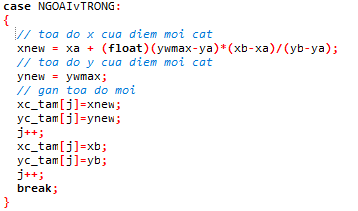 case NGOAIvTRONG:
{
// toa do x cua diem moi cat
xnew = xa + (float)(ywmax-ya)*(xb-xa)/(yb-ya);
// toa do y cua diem moi cat
ynew = ywmax;
// gan toa do moi
xc_tam[j]=xnew;
yc_tam[j]=ynew;
j++;
xc_tam[j]=xb;
yc_tam[j]=yb;
j++;
break;
}